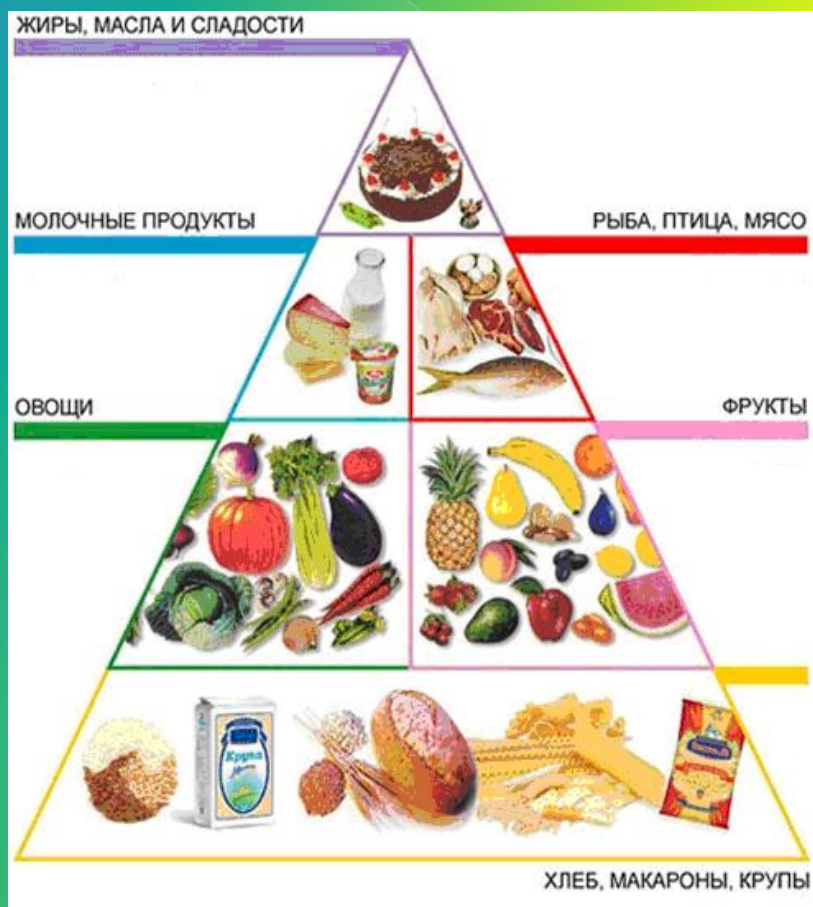 ЖИРЫ, МАСЛА И СЛАДОСТИ
МОЛОЧНЫЕ ПРОДУКТЫ
РЫБА, ПТИЦА, МЯСО
ОВОЩИ
ФРУКТЫ
Крупа
ХЛЕБ, МАКАРОНЫ, КРУПЫ